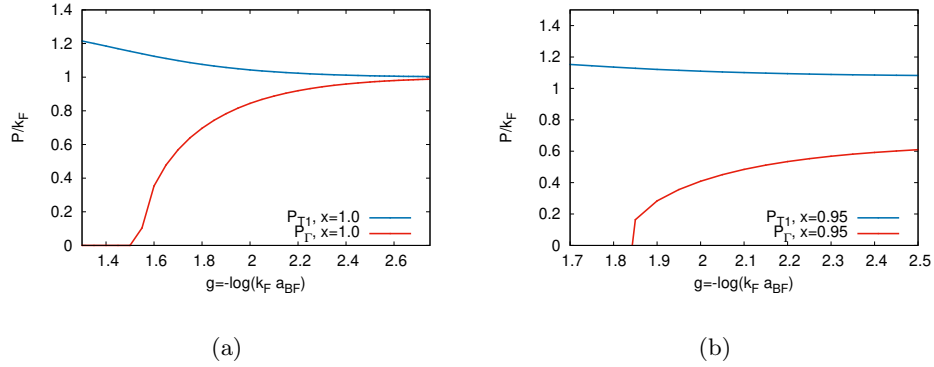 1.4
1.2
1
0.8
0.6
0.4
0.2
0
P/k_F
1.4 1.6 1.8 2 2.2 2.4 2.6
g=-log(k_F a_BF)
P_T1, x=1.0
P_Γ, x=1.0
(a)
1.4
1.2
1
0.8
0.6
0.4
0.2
0
P/k_F
1.7 1.8 1.9 2 2.1 2.2 2.3 2.4 2.5
g=-log(k_F a_BF)
P_T1, x=0.95
P_Γ, x=0.95
(b)